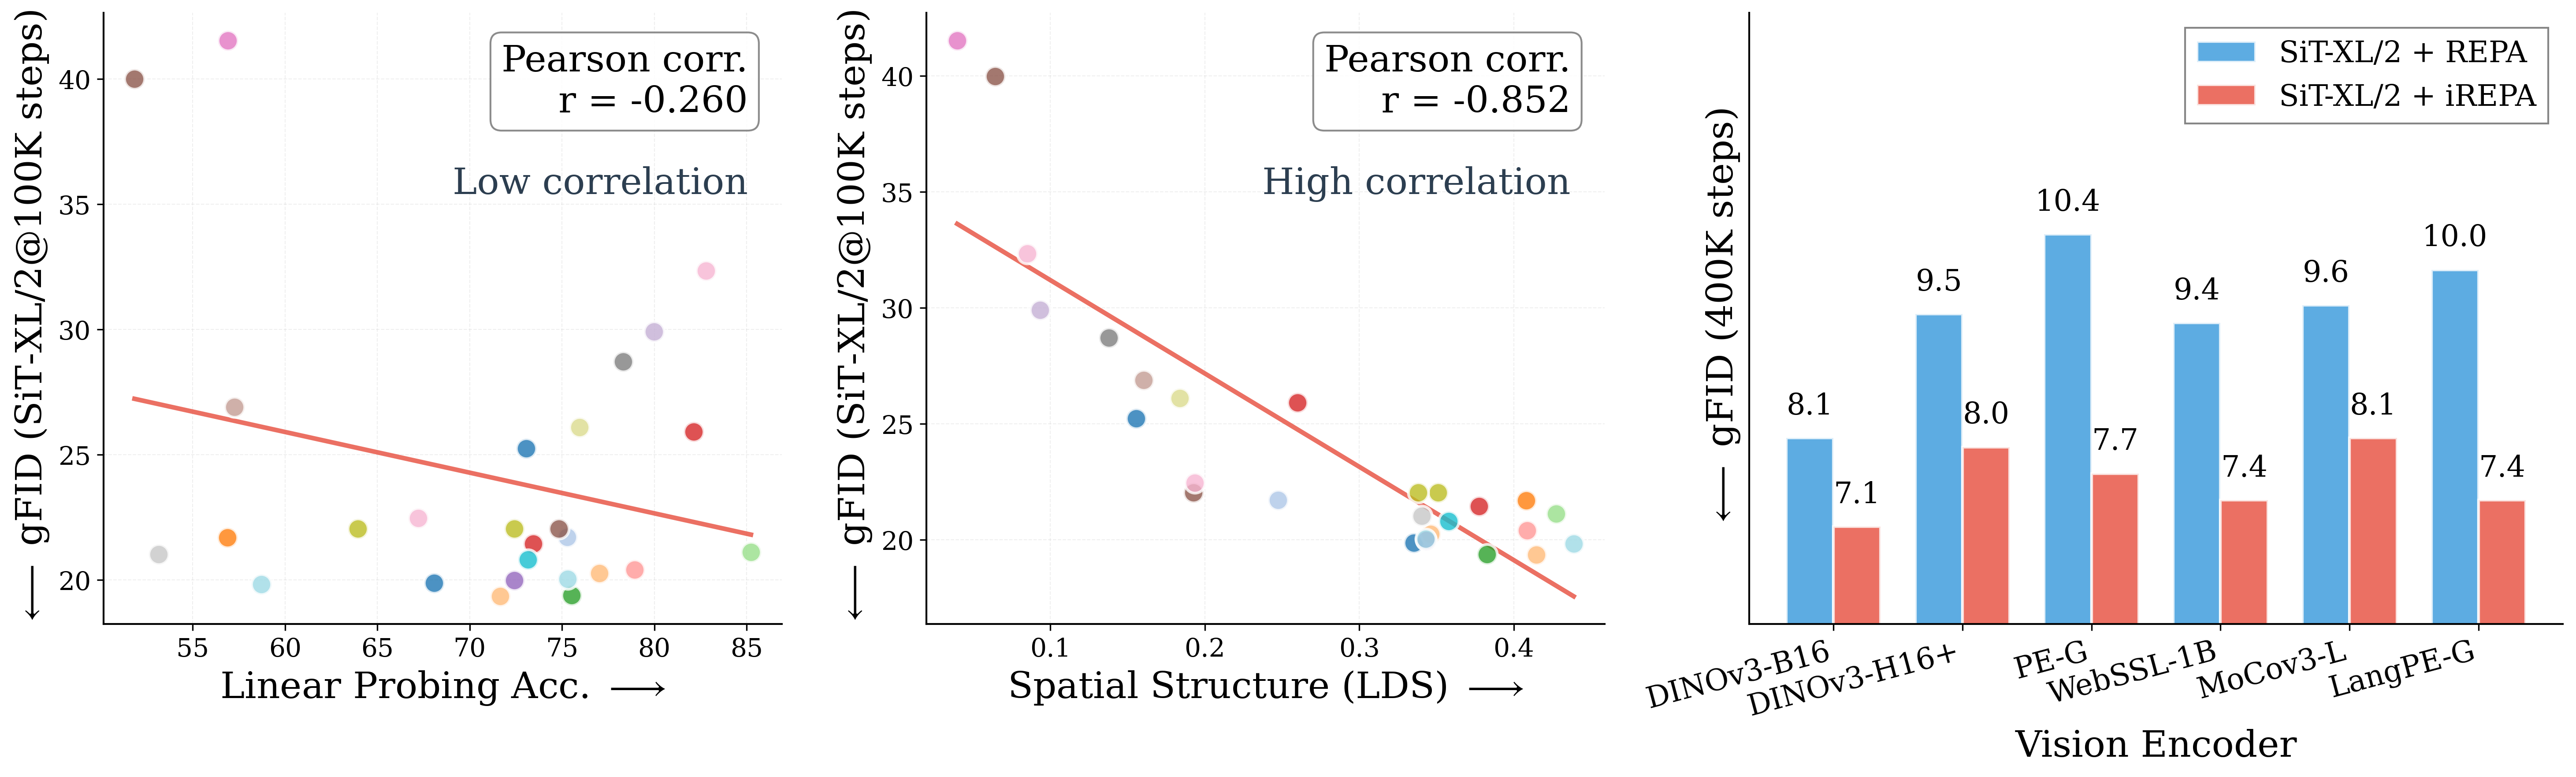 gFID (SiT-XL/2@100K steps)
40
35
30
25
20
Pearson corr.
r = -0.260
Low correlation
55 60 65 70 75 80 85
Linear Probing Acc. ⟶
⟵ gFID (SiT-XL/2@100K steps)
40
35
30
25
20
Pearson corr.
r = -0.852
High correlation
0.1 0.2 0.3 0.4
Spatial Structure (LDS) ⟶
⟵ gFID (400K steps)
SiT-XL/2 + REPA
SiT-XL/2 + iREPA
8.1 7.1
9.5 8.0
10.4 7.7
9.4 7.4
9.6 8.1
10.0 7.4
DINOv3-B16
DINOv3-H16+
PE-G
WebSSL-1B
MoCov3-L
LangPE-G
Vision Encoder